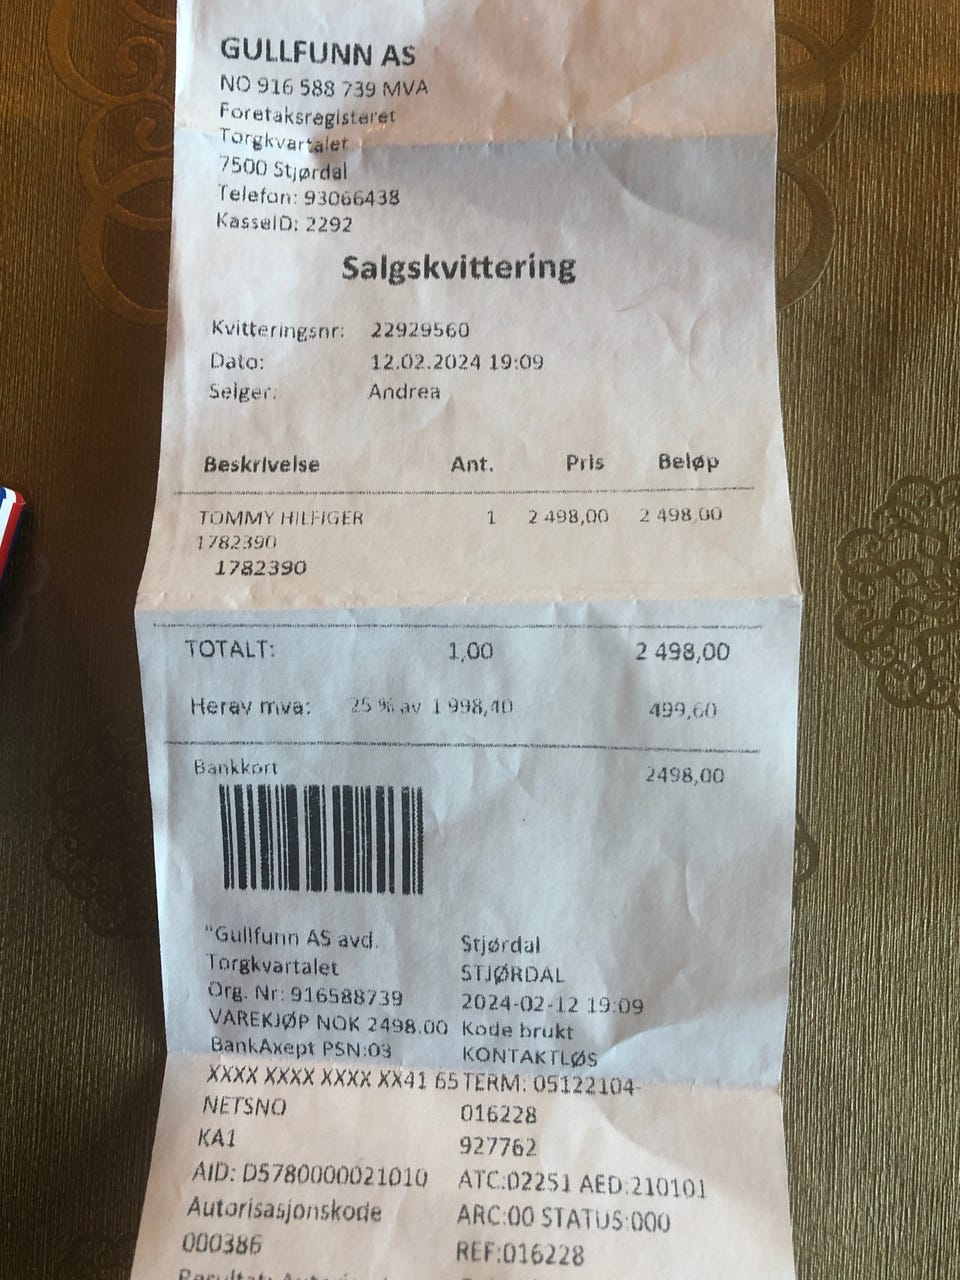 GULLFUNN AS
NO 916 588 739 MVA
Foretaksregisteret
Torgkvartalet
7500 Stjørdal
Telefon: 93066438
KasseID: 2292
Salgskvittering
Kvitteringsnr: 22929560
Dato: 12.02.2024 19:09
Selger: Andrea
Beskrivelse Ant. Pris Beløp
TOMMY HILFIGER 1 2 498,00 2 498,00
1782390
1782390
TOTALT: 1,00 2 498,00
Herav mva: 25 % av 1 998,40 499,60
Bankkort 2498,00
"Gullfunn AS avd. Stjørdal
Torgkvartalet STJØRDAL
Org. Nr: 916588739 2024-02-12 19:09
VAREKJØP NOK 2498.00 Kode brukt
BankAxept PSN:03 KONTAKTLØS
XXXX XXXX XXXX XX41 65 TERM: 05122104-
NETSNO 016228
KA1 927762
AID: D5780000021010 ATC:02251 AED:210101
Autorisasjonskode ARC:00 STATUS:000
000386 REF:016228